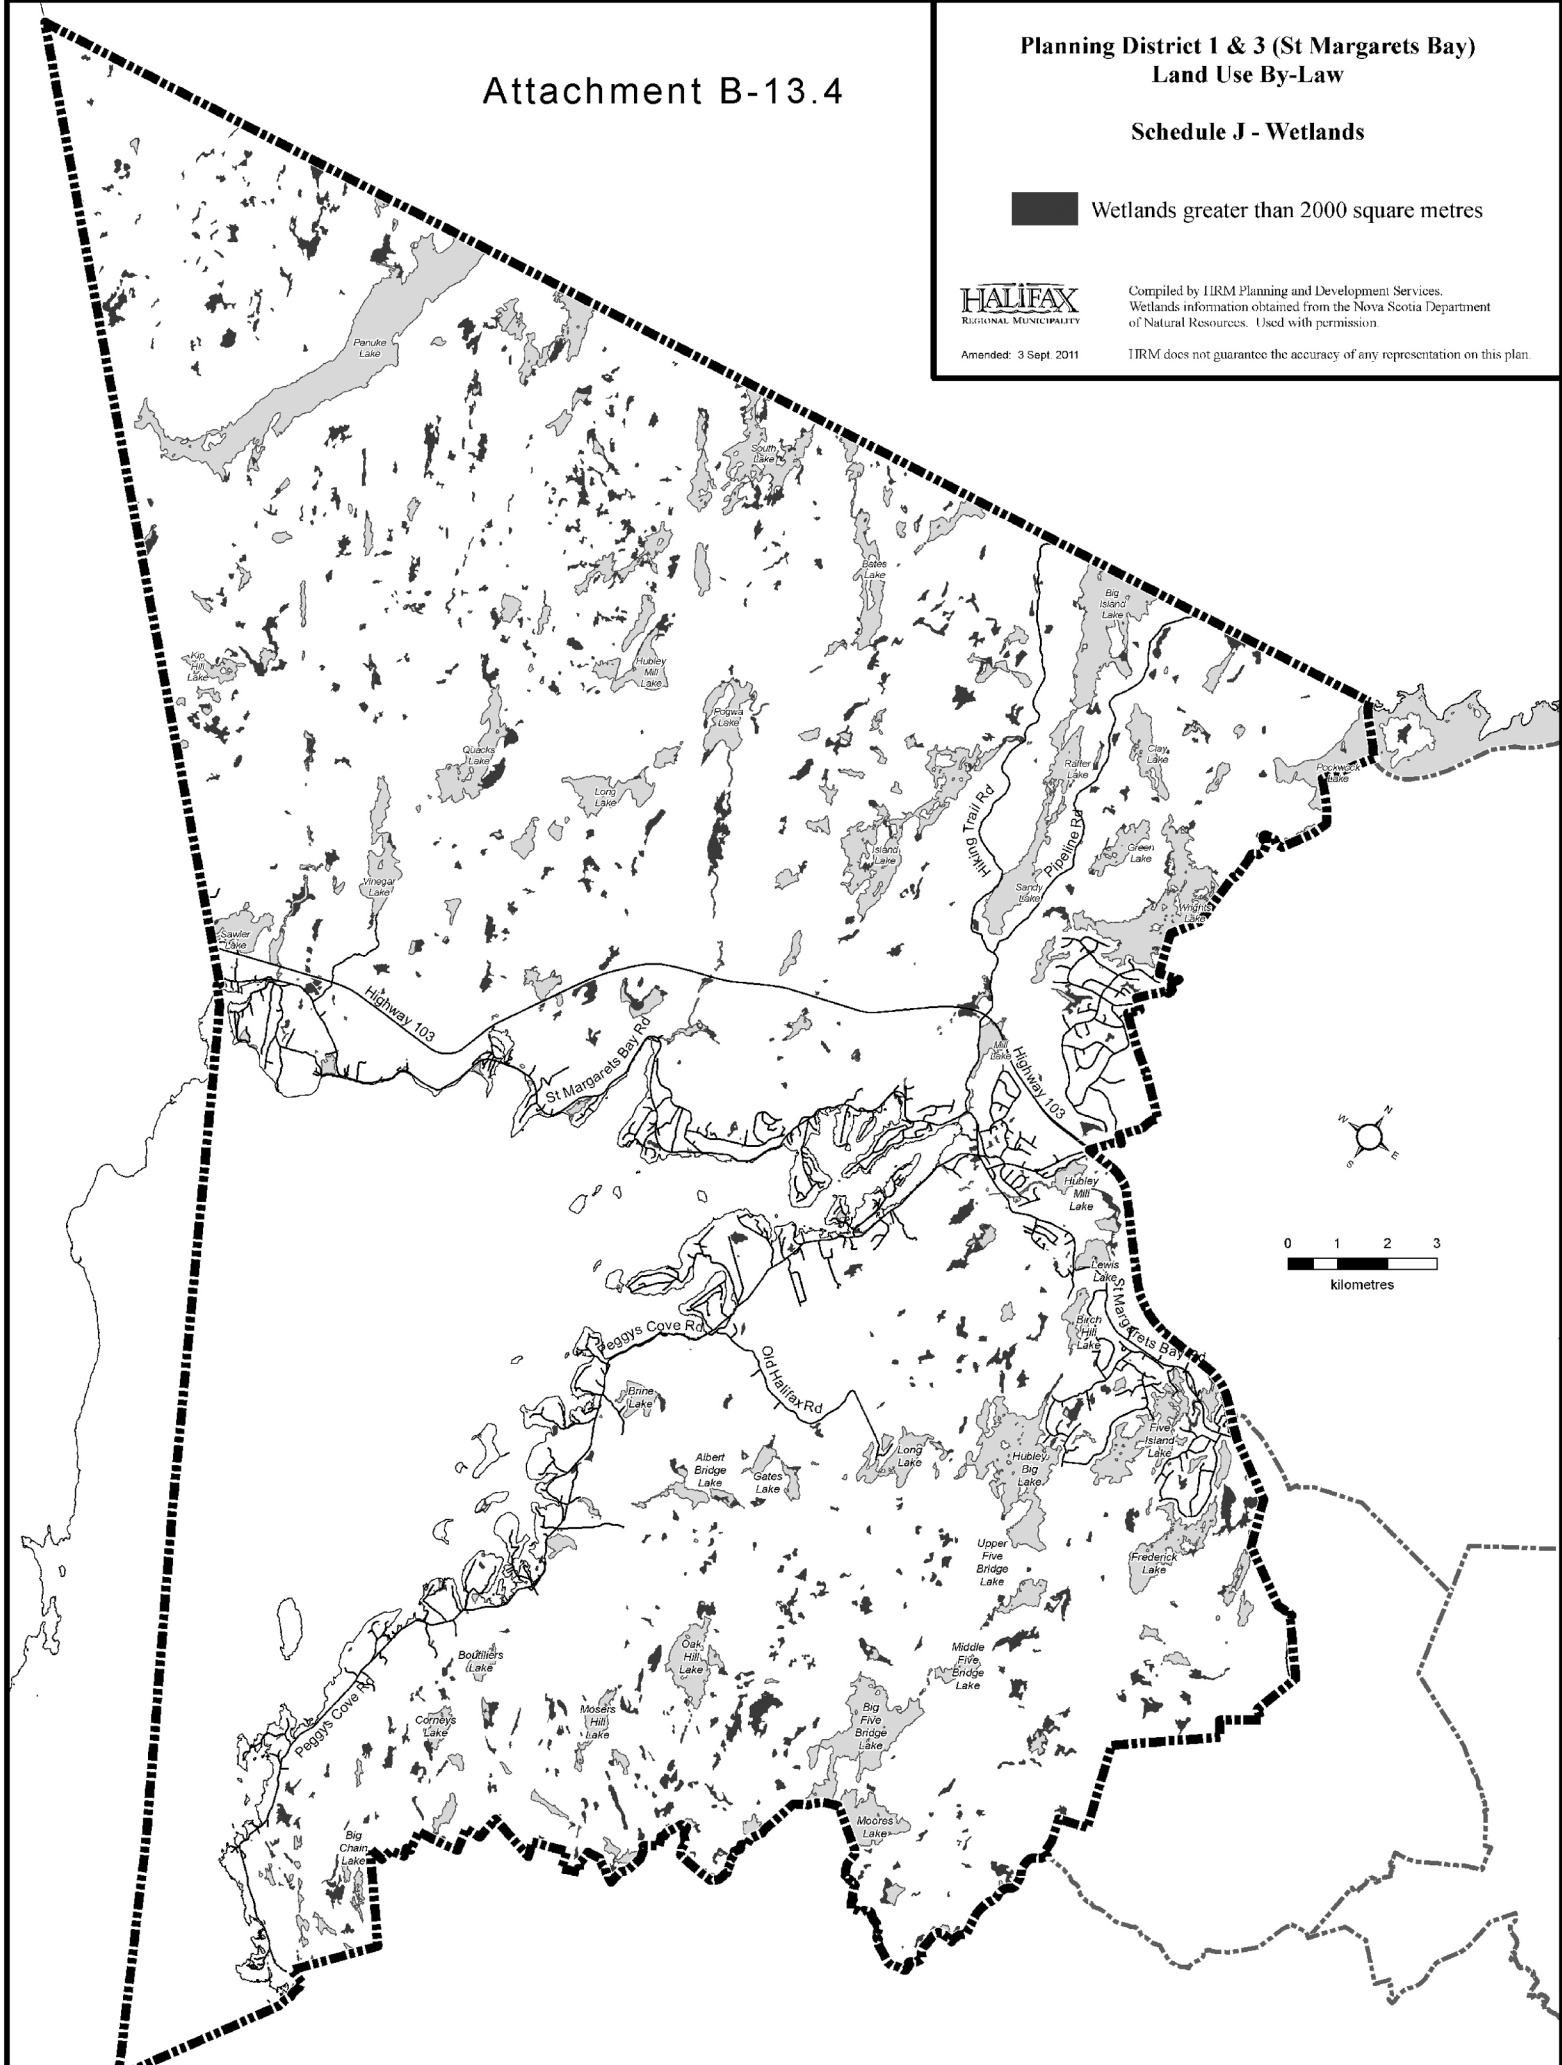 Attachment B-13.4
Planning District 1 & 3 (St Margarets Bay)
Land Use By-Law
Schedule J - Wetlands
Wetlands greater than 2000 square metres
HALIFAX
REGIONAL MUNICIPALITY
Compiled by HRM Planning and Development Services.
Wetlands information obtained from the Nova Scotia Department
of Natural Resources. Used with permission.
Amended: 3 Sept. 2011
HRM does not guarantee the accuracy of any representation on this plan.
Panuke
Lake
South
Lake
Bates
Lake
Big
Island
Lake
Kip
Hill
Lake
Hubley
Mill
Lake
Pogwa
Lake
Quacks
Lake
Long
Lake
Rafter
Lake
Clay
Lake
Pockwock
Lake
Hiking Trail Rd
Pipeline Rd
Island
Lake
Green
Lake
Vinegar
Lake
Sandy
Lake
Wrights
Lake
Sawler
Lake
Highway 103
St Margarets Bay Rd
Mill
Lake
Highway 103
N
W
E
S
Hubley
Mill
Lake
0 1 2 3
kilometres
Lewis
Lake
St Margarets Bay Rd
Birch
Hill
Lake
Peggys Cove Rd
Old Halifax Rd
Brine
Lake
Five
Island
Lake
Albert
Bridge
Lake
Gates
Lake
Long
Lake
Hubley
Big
Lake
Upper
Five
Bridge
Lake
Frederick
Lake
Boutiliers
Lake
Oak
Hill
Lake
Middle
Five
Bridge
Lake
Peggys Cove Rd
Corneys
Lake
Mosers
Hill
Lake
Big
Five
Bridge
Lake
Moores
Lake
Big
Chain
Lake